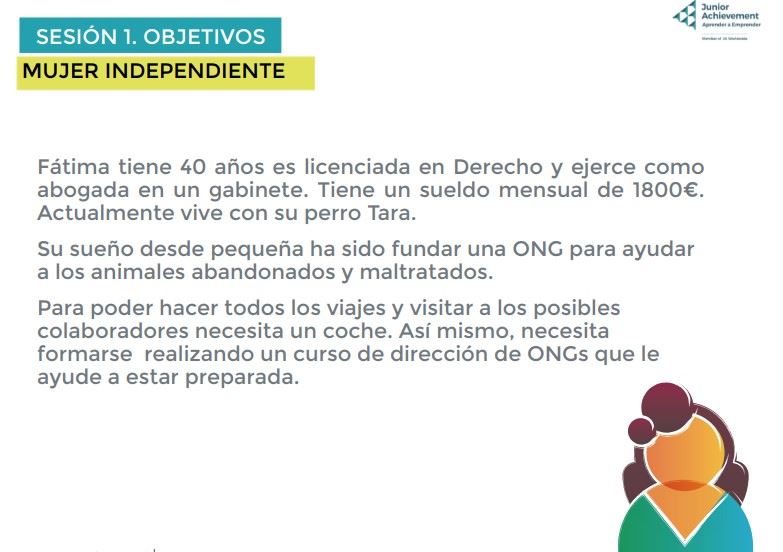 Junior
Achievement
Aprender a Emprender
Member of JA Worldwide
SESIÓN 1. OBJETIVOS
MUJER INDEPENDIENTE
Fátima tiene 40 años es licenciada en Derecho y ejerce como
abogada en un gabinete. Tiene un sueldo mensual de 1800€.
Actualmente vive con su perro Tara.
Su sueño desde pequeña ha sido fundar una ONG para ayudar
a los animales abandonados y maltratados.
Para poder hacer todos los viajes y visitar a los posibles
colaboradores necesita un coche. Así mismo, necesita
formarse  realizando un curso de dirección de ONGs que le
ayude a estar preparada.